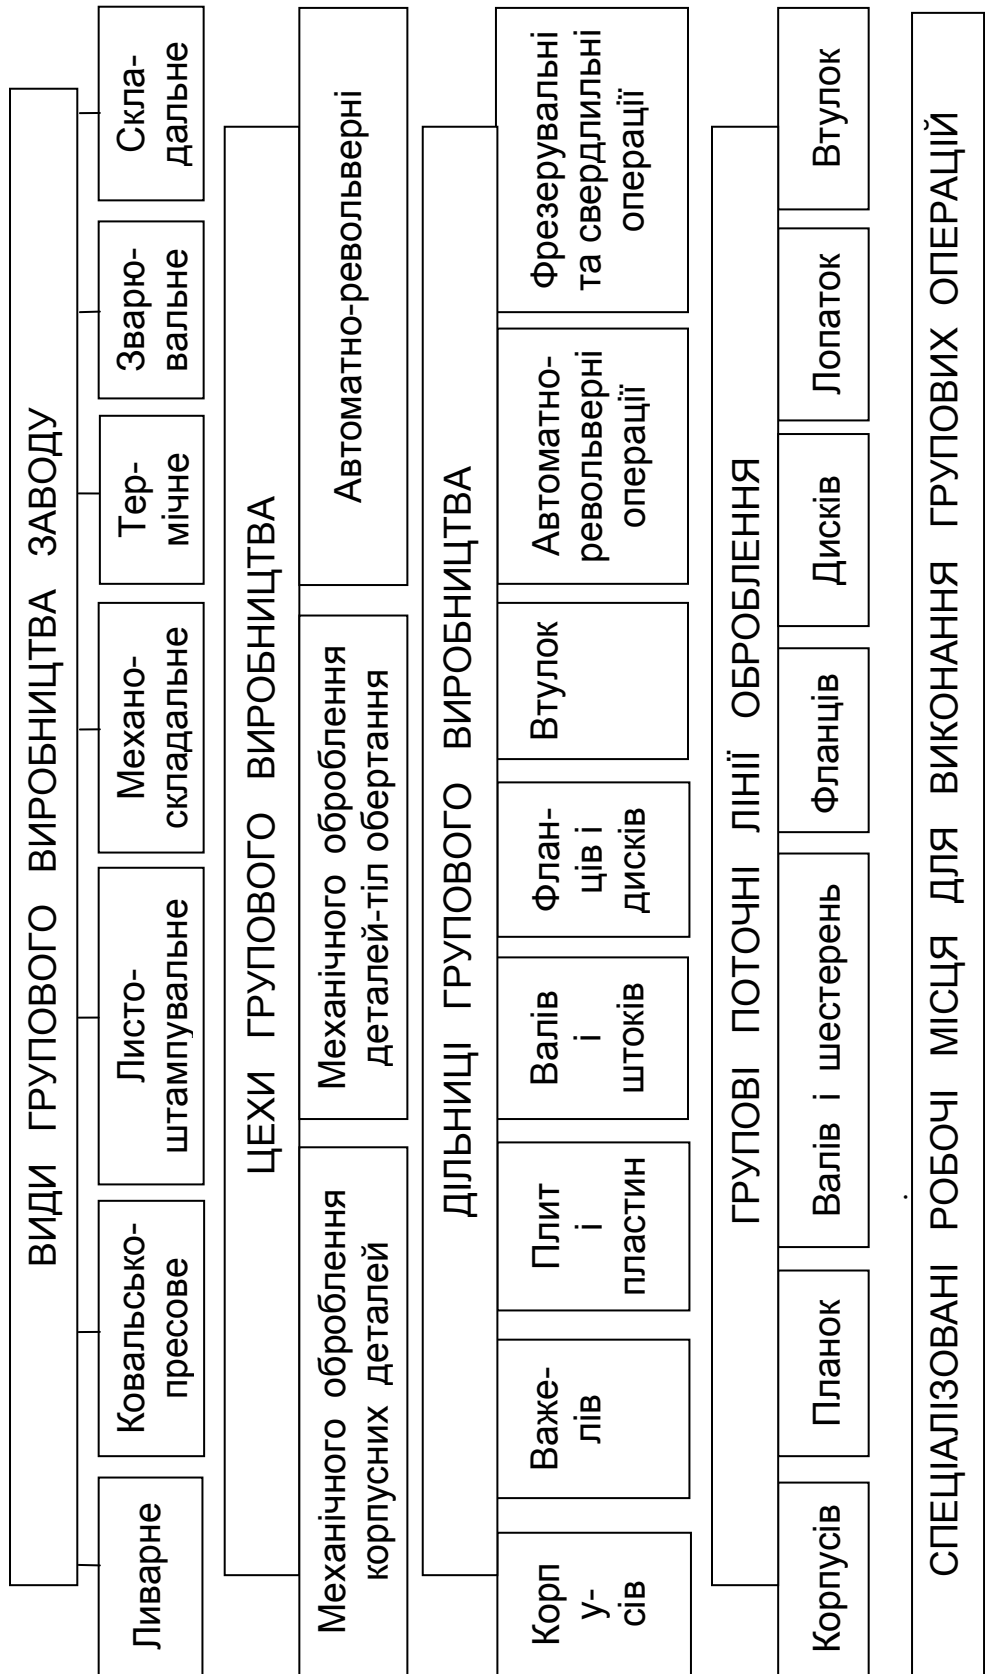 ВИДИ ГРУПОВОГО ВИРОБНИЦТВА ЗАВОДУ
Ливарне
Ковальсько-
пресове
Листо-
штампувальне
Механо-
складальне
Тер-
мічне
Зварю-
вальне
Скла-
дальне
ЦЕХИ ГРУПОВОГО ВИРОБНИЦТВА
Механічного оброблення
корпусних деталей
Механічного оброблення
деталей-тіл обертання
Автоматно-револьверні
ДІЛЬНИЦІ ГРУПОВОГО ВИРОБНИЦТВА
Корп
у-
сів
Важе-
лів
Плит
і
пластин
Валів
і
штоків
Флан-
ців і
дисків
Втулок
Автоматно-
револьверні
операції
Фрезерувальні
та свердлильні
операції
ГРУПОВІ ПОТОЧНІ ЛІНІЇ ОБРОБЛЕННЯ
Корпусів
Планок
Валів і шестерень
Фланців
Дисків
Лопаток
Втулок
СПЕЦІАЛІЗОВАНІ РОБОЧІ МІСЦЯ ДЛЯ ВИКОНАННЯ ГРУПОВИХ ОПЕРАЦІЙ